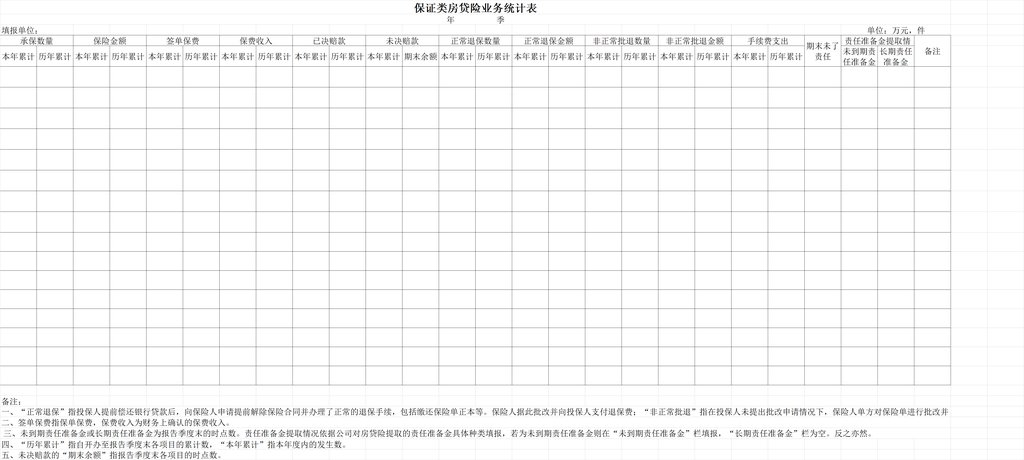 保证类房贷险业务统计表
年 季
填报单位： 单位：万元，件
承保数量 保险金额 签单保费 保费收入 已决赔款 未决赔款 正常退保数量 正常退保金额 非正常批退数量 非正常批退金额 手续费支出 期末未了责任 责任准备金提取情 备注
本年累计 历年累计 本年累计 历年累计 本年累计 历年累计 本年累计 历年累计 本年累计 历年累计 本年累计 期末余额 本年累计 历年累计 本年累计 历年累计 本年累计 历年累计 本年累计 历年累计 本年累计 历年累计 未到期责任准备金 长期责任准备金
备注：
一、“正常退保”指投保人提前偿还银行贷款后，向保险人申请提前解除保险合同并办理了正常的退保手续，包括缴还保险单正本等。保险人据此批改并向投保人支付退保费；“非正常批退”指在投保人未提出批改申请情况下，保险人单方对保险单进行批改并
二、签单保费指保单保费，保费收入为财务上确认的保费收入。
三、未到期责任准备金或长期责任准备金为报告季度末的时点数。责任准备金提取情况依据公司对房贷险提取的责任准备金具体种类填报，若为未到期责任准备金则在“未到期责任准备金”栏填报，“长期责任准备金”栏为空。反之亦然。
四、“历年累计”指自开办至报告季度末各项目的累计数，“本年累计”指本年度内的发生数。
五、未决赔款的“期末余额”指报告季度末各项目的时点数。